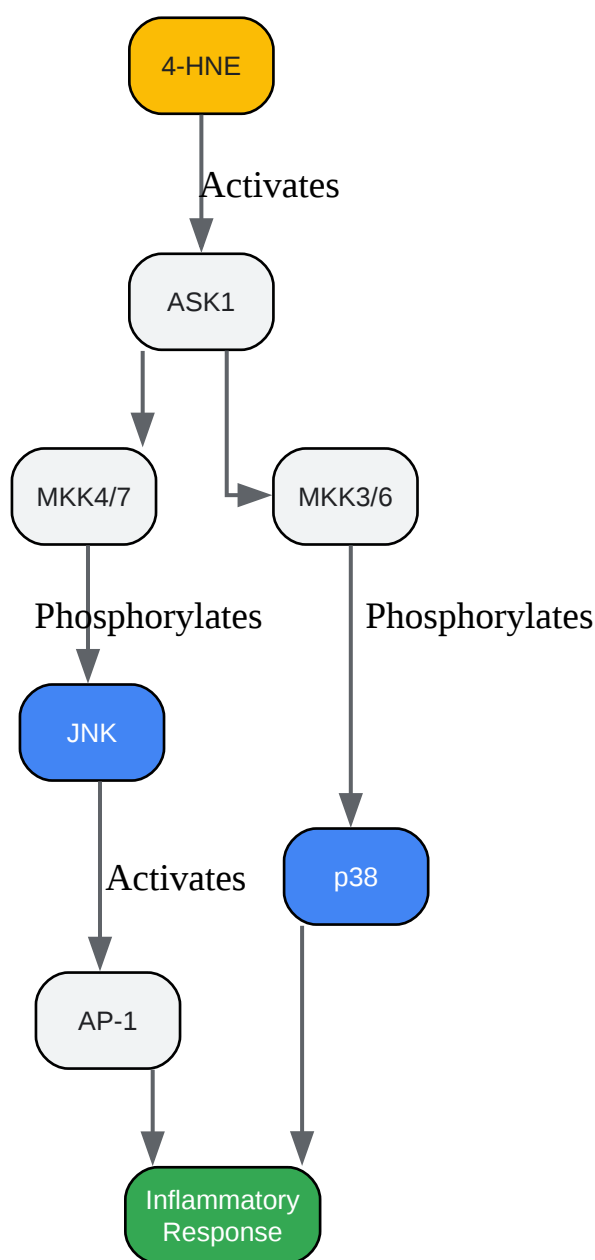 4-HNE
Activates
ASK1
MKK4/7
MKK3/6
Phosphorylates
Phosphorylates
JNK
Activates
p38
AP-1
Inflammatory
Response